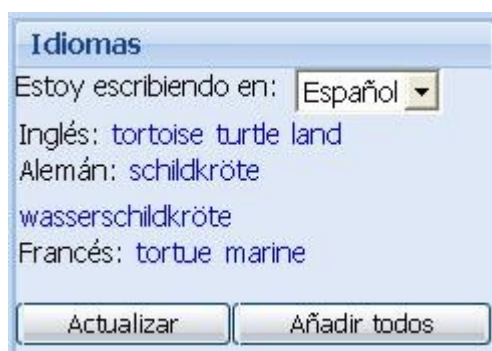 Idiomas
Estoy escribiendo en: Español
Inglés: tortoise turtle land
Alemán: schildkröte
wasserschildkröte
Francés: tortue marine
Actualizar Añadir todos